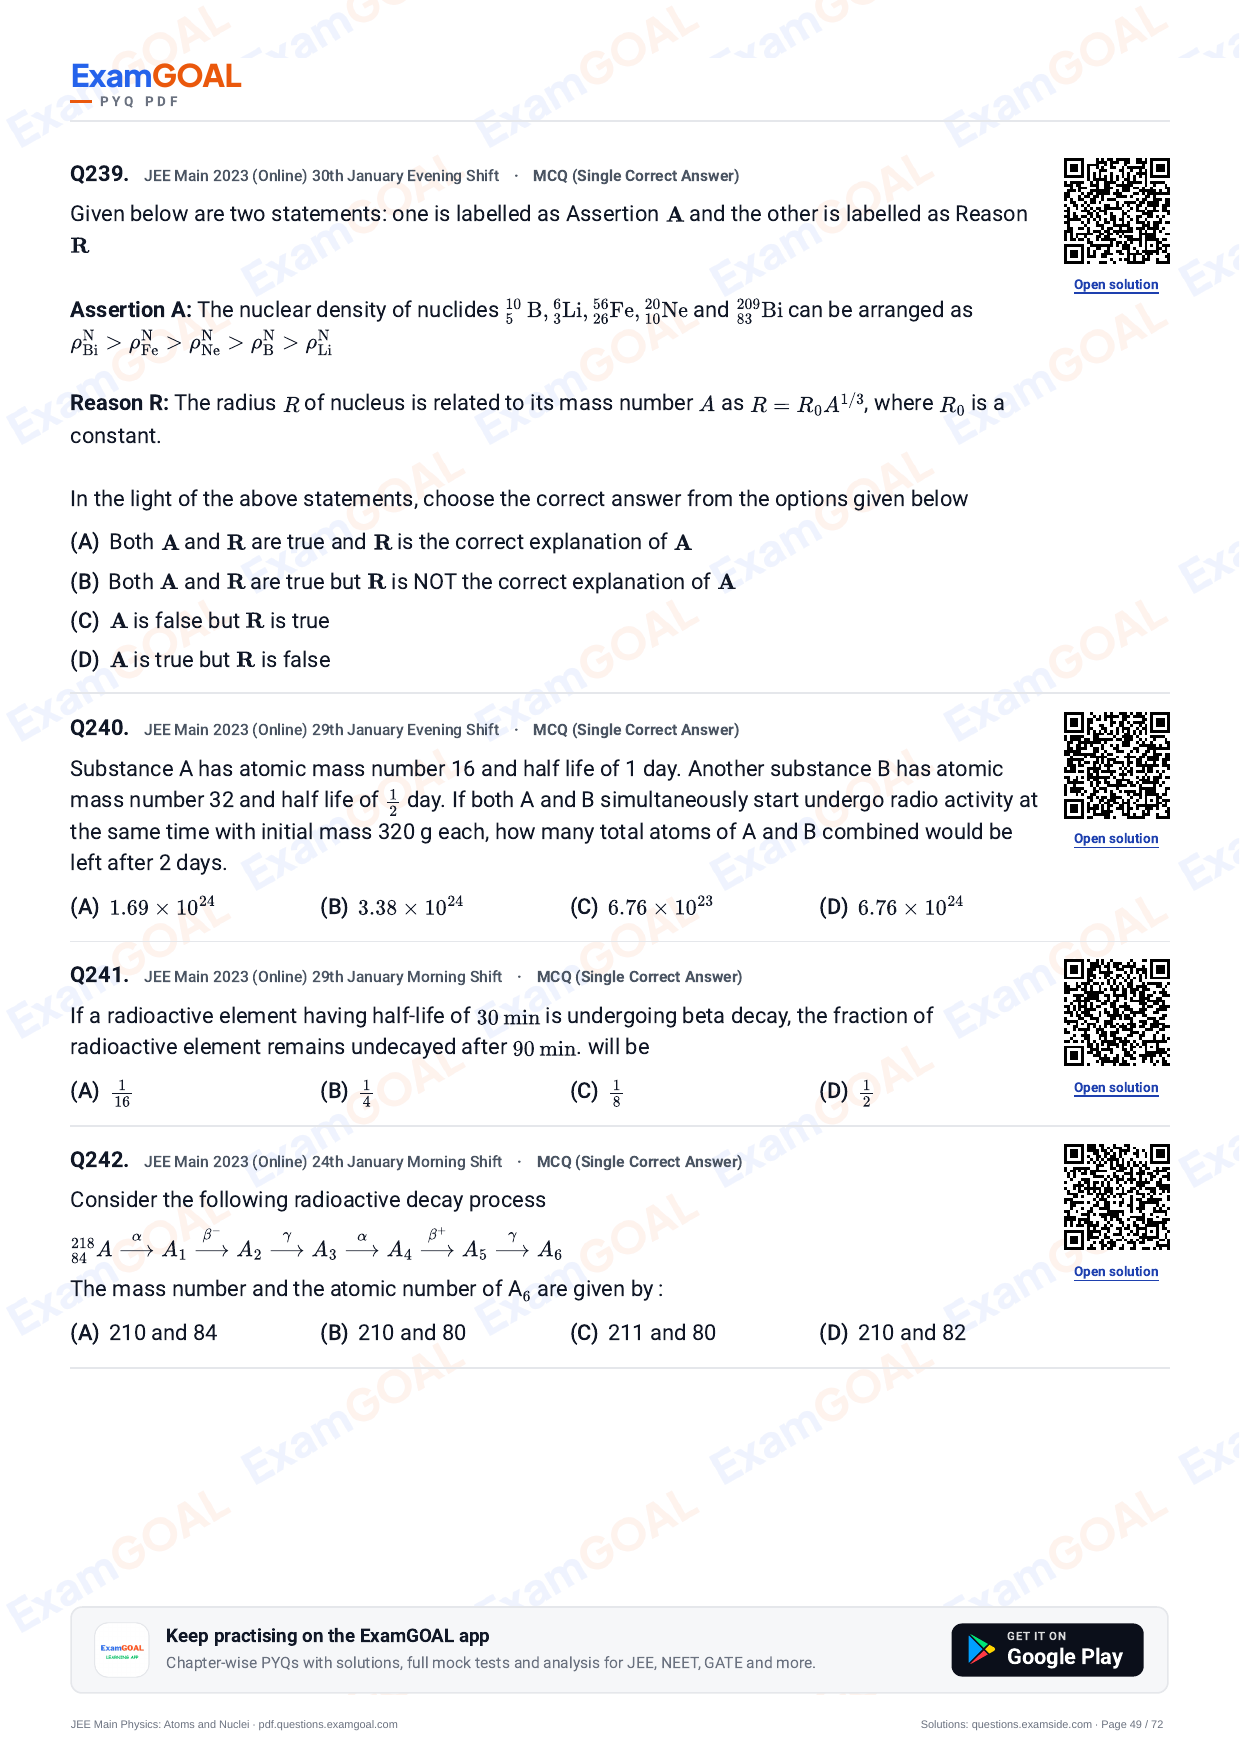 ExamGOAL
PYQ PDF
Q239. JEE Main 2023 (Online) 30th January Evening Shift · MCQ (Single Correct Answer)
Given below are two statements: one is labelled as Assertion A and the other is labelled as Reason
R
Open solution
Assertion A: The nuclear density of nuclides ¹⁰₅B, ⁶₃Li, ⁵⁶₂₆Fe, ²⁰₁₀Ne and ²⁰⁹₈₃Bi can be arranged as
ρ^N_Bi > ρ^N_Fe > ρ^N_Ne > ρ^N_B > ρ^N_Li
Reason R: The radius R of nucleus is related to its mass number A as R = R₀A^{1/3}, where R₀ is a
constant.
In the light of the above statements, choose the correct answer from the options given below
(A) Both A and R are true and R is the correct explanation of A
(B) Both A and R are true but R is NOT the correct explanation of A
(C) A is false but R is true
(D) A is true but R is false
Q240. JEE Main 2023 (Online) 29th January Evening Shift · MCQ (Single Correct Answer)
Substance A has atomic mass number 16 and half life of 1 day. Another substance B has atomic
mass number 32 and half life of 1/2 day. If both A and B simultaneously start undergo radio activity at
the same time with initial mass 320 g each, how many total atoms of A and B combined would be
left after 2 days.
Open solution
(A) 1.69 × 10²⁴ (B) 3.38 × 10²⁴ (C) 6.76 × 10²³ (D) 6.76 × 10²⁴
Q241. JEE Main 2023 (Online) 29th January Morning Shift · MCQ (Single Correct Answer)
If a radioactive element having half-life of 30 min is undergoing beta decay, the fraction of
radioactive element remains undecayed after 90 min. will be
(A) 1/16 (B) 1/4 (C) 1/8 (D) 1/2
Open solution
Q242. JEE Main 2023 (Online) 24th January Morning Shift · MCQ (Single Correct Answer)
Consider the following radioactive decay process
²¹⁸₈₄A —α→ A₁ —β⁻→ A₂ —γ→ A₃ —α→ A₄ —β⁺→ A₅ —γ→ A₆
Open solution
The mass number and the atomic number of A₆ are given by :
(A) 210 and 84 (B) 210 and 80 (C) 211 and 80 (D) 210 and 82
ExamGOAL
LEARNING APP
Keep practising on the ExamGOAL app
Chapter-wise PYQs with solutions, full mock tests and analysis for JEE, NEET, GATE and more.
GET IT ON
Google Play
JEE Main Physics: Atoms and Nuclei · pdf.questions.examgoal.com
Solutions: questions.examside.com · Page 49 / 72